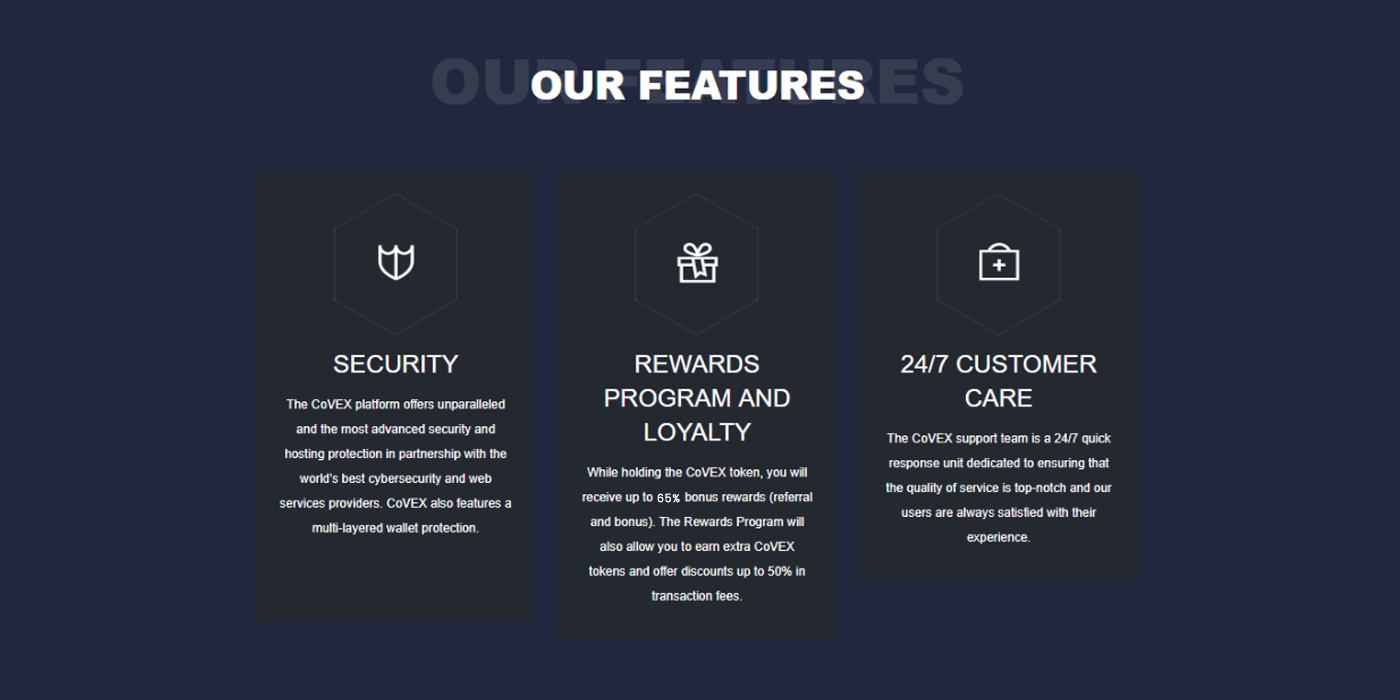 OUR FEATURES
OUR FEATURES
SECURITY
The CoVEX platform offers unparalleled
and the most advanced security and
hosting protection in partnership with the
world's best cybersecurity and web
services providers. CoVEX also features a
multi-layered wallet protection.
REWARDS
PROGRAM AND
LOYALTY
While holding the CoVEX token, you will
receive up to 65% bonus rewards (referral
and bonus). The Rewards Program will
also allow you to earn extra CoVEX
tokens and offer discounts up to 50% in
transaction fees.
24/7 CUSTOMER
CARE
The CoVEX support team is a 24/7 quick
response unit dedicated to ensuring that
the quality of service is top-notch and our
users are always satisfied with their
experience.